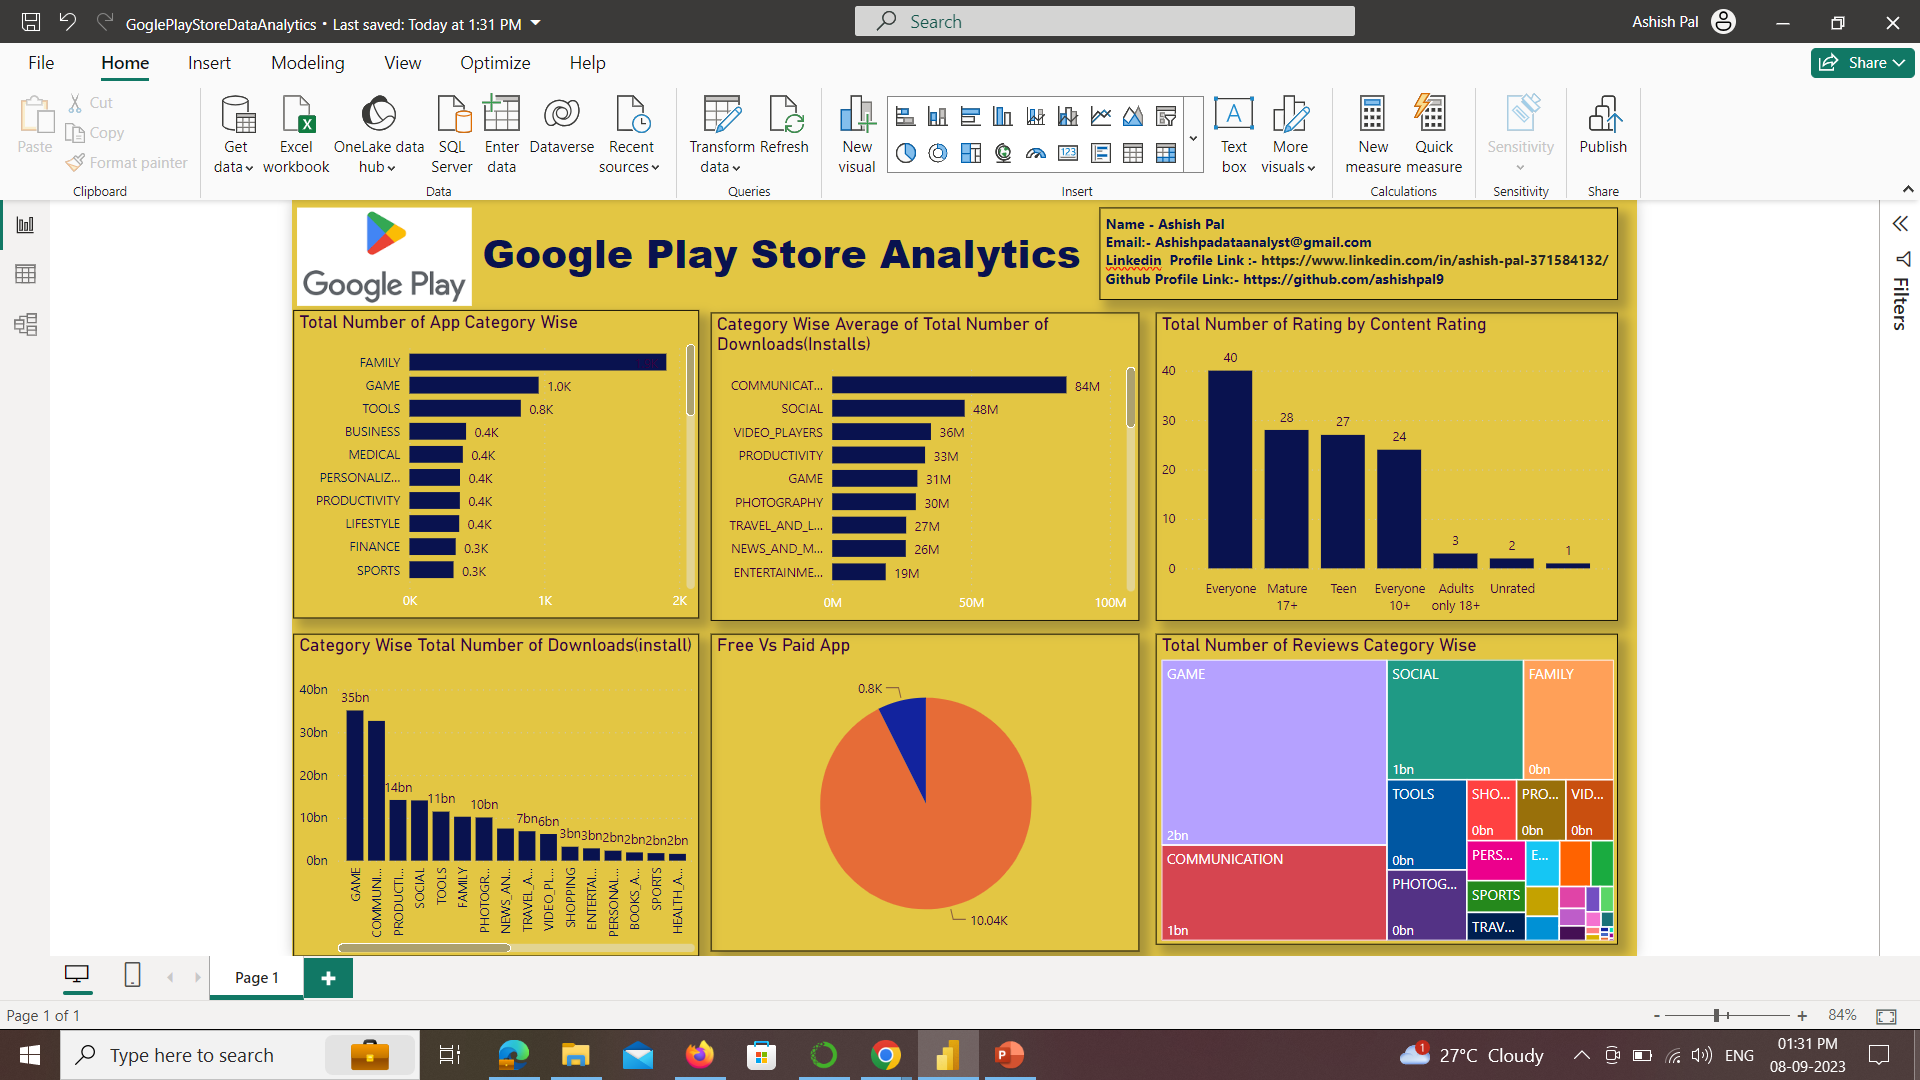 GoglePlayStoreDataAnalytics • Last saved: Today at 1:31 PM
Search
Ashish Pal
File Home Insert Modeling View Optimize Help
Share
Paste
Cut
Copy
Format painter
Clipboard
Get data
Excel workbook
OneLake data hub
SQL Server
Enter data
Dataverse
Recent sources
Data
Transform data
Refresh
Queries
New visual
123
Insert
A
Text box
More visuals
New measure
Quick measure
Calculations
Sensitivity
Sensitivity
Publish
Share
Filters
Google Play
Google Play Store Analytics
Name - Ashish Pal
Email:- Ashishpadataanalyst@gmail.com
Linkedin  Profile Link :- https://www.linkedin.com/in/ashish-pal-371584132/
Github Profile Link:- https://github.com/ashishpal9
Total Number of App Category Wise
FAMILY
GAME 1.0K
TOOLS 0.8K
BUSINESS 0.4K
MEDICAL 0.4K
PERSONALIZ... 0.4K
PRODUCTIVITY 0.4K
LIFESTYLE 0.4K
FINANCE 0.3K
SPORTS 0.3K
0K 1K 2K
Category Wise Average of Total Number of
Downloads(Installs)
COMMUNICAT... 84M
SOCIAL 48M
VIDEO_PLAYERS 36M
PRODUCTIVITY 33M
GAME 31M
PHOTOGRAPHY 30M
TRAVEL_AND_L... 27M
NEWS_AND_M... 26M
ENTERTAINME... 19M
0M 50M 100M
Total Number of Rating by Content Rating
40
30
20
10
0
40 28 27 24 3 2 1
Everyone
Mature 17+
Teen
Everyone 10+
Adults only 18+
Unrated
Category Wise Total Number of Downloads(install)
40bn
30bn
20bn
10bn
0bn
35bn 14bn 11bn 10bn 7bn 6bn 3bn 3bn 2bn 2bn 2bn 2bn
GAME
COMMUNI...
PRODUCTI...
SOCIAL
TOOLS
FAMILY
PHOTOGR...
NEWS_AN...
TRAVEL_A...
VIDEO_PL...
SHOPPING
ENTERTAI...
PERSONAL...
BOOKS_A...
SPORTS
HEALTH_A...
Free Vs Paid App
0.8K
10.04K
Total Number of Reviews Category Wise
GAME
2bn
COMMUNICATION
1bn
SOCIAL
1bn
FAMILY
0bn
TOOLS
0bn
PHOTOG...
0bn
SHO...
0bn
PRO...
0bn
VID...
0bn
PERS...
E...
SPORTS
TRAV...
Page 1
Page 1 of 1
84%
Type here to search
1
27°C Cloudy
ENG
01:31 PM
08-09-2023